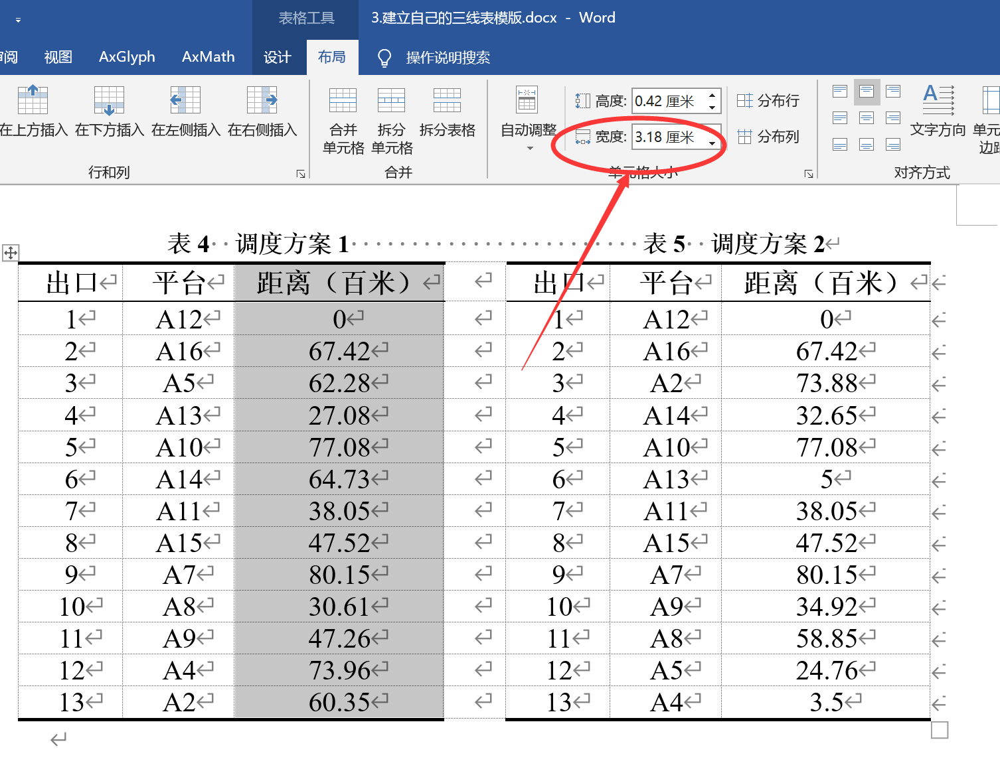 表格工具 3.建立自己的三线表模版.docx - Word
审阅 视图 AxGlyph AxMath 设计 布局 操作说明搜索
在上方插入 在下方插入 在左侧插入 在右侧插入 合并单元格 拆分单元格 拆分表格 自动调整 高度: 0.42 厘米 分布行 文字方向 单元
宽度: 3.18 厘米 分布列 边距
行和列 合并 单元格大小 对齐方式
表 4 调度方案 1 表 5 调度方案 2
出口 平台 距离（百米） 出口 平台 距离（百米）
1 A12 0 1 A12 0
2 A16 67.42 2 A16 67.42
3 A5 62.28 3 A2 73.88
4 A13 27.08 4 A14 32.65
5 A10 77.08 5 A10 77.08
6 A14 64.73 6 A13 5
7 A11 38.05 7 A11 38.05
8 A15 47.52 8 A15 47.52
9 A7 80.15 9 A7 80.15
10 A8 30.61 10 A9 34.92
11 A9 47.26 11 A8 58.85
12 A4 73.96 12 A5 24.76
13 A2 60.35 13 A4 3.5